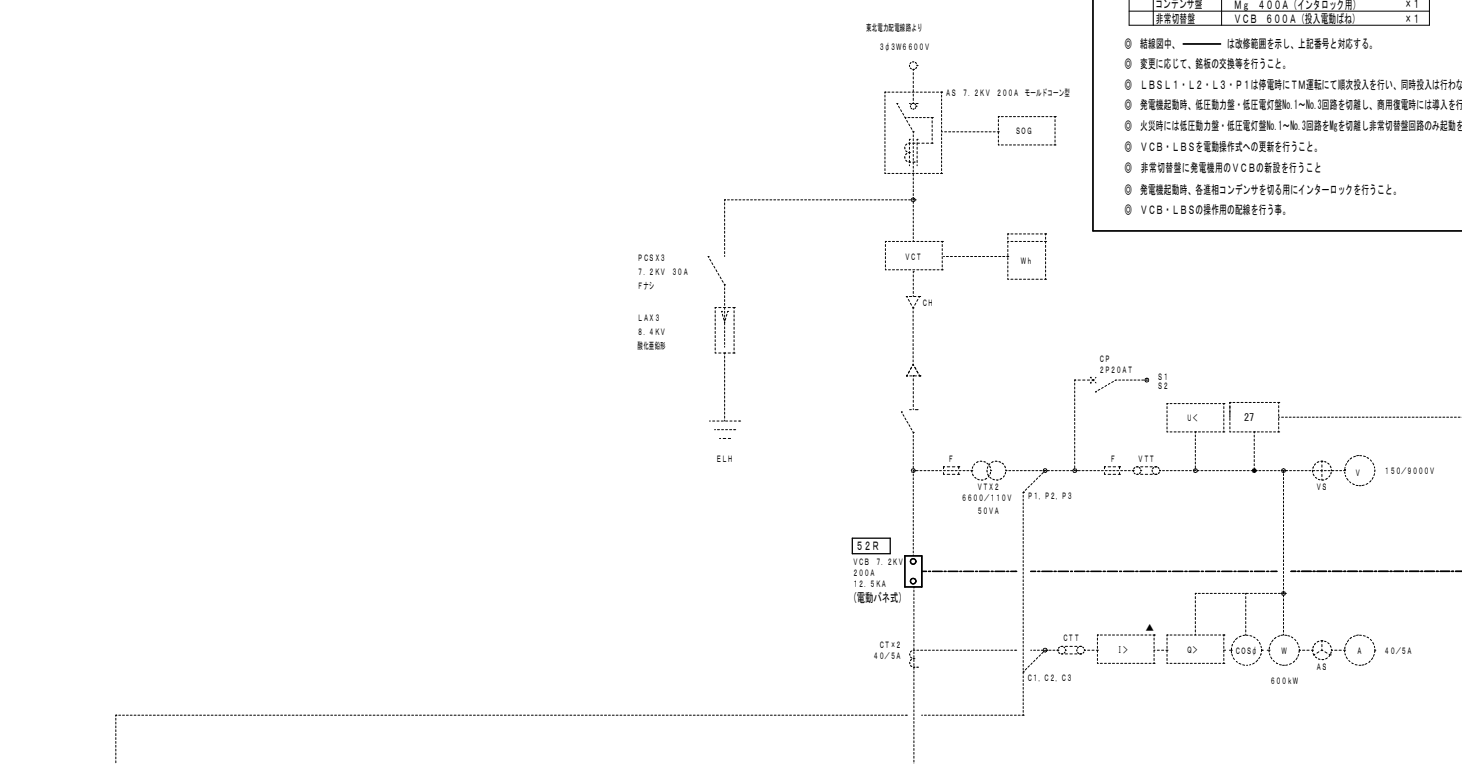 コンデンサ盤 Mg 400A (インタロック用) ×1
非常切替盤 VCB 600A (投入電動ばね) ×1
◎ 結線図中、 は改修範囲を示し、上記番号と対応する。
◎ 変更に応じて、銘板の交換等を行うこと。
◎ LBSL1・L2・L3・P1は停電時にTM運転にて順次投入を行い、同時投入は行わな
◎ 発電機起動時、低圧動力盤・低圧電灯盤No.1~No.3回路を切離し、商用復電時には導入を行
◎ 火災時には低圧動力盤・低圧電灯盤No.1~No.3回路をMgを切離し非常切替盤回路のみ起動を
◎ VCB・LBSを電動操作式への更新を行うこと。
◎ 非常切替盤に発電機用のVCBの新設を行うこと
◎ 発電機起動時、各進相コンデンサを切る用にインターロックを行うこと。
◎ VCB・LBSの操作用の配線を行う事。
東北電力配電線路より
3φ3W6600V
AS 7.2KV 200A モールドコーン型
SOG
VCT
Wh
CH
PCSX3
7.2KV 30A
Fナシ
LAX3
8.4KV
酸化亜鉛形
ELH
CP
2P20AT
S1
S2
U<
27
F
VTX2
6600/110V
50VA
P1,P2,P3
F
VTT
VS
V
150/9000V
52R
VCB 7.2KV
200A
12.5KA
(電動バネ式)
CT×2
40/5A
CTT
C1,C2,C3
I>
Q>
COSφ
W
600kW
AS
A
40/5A